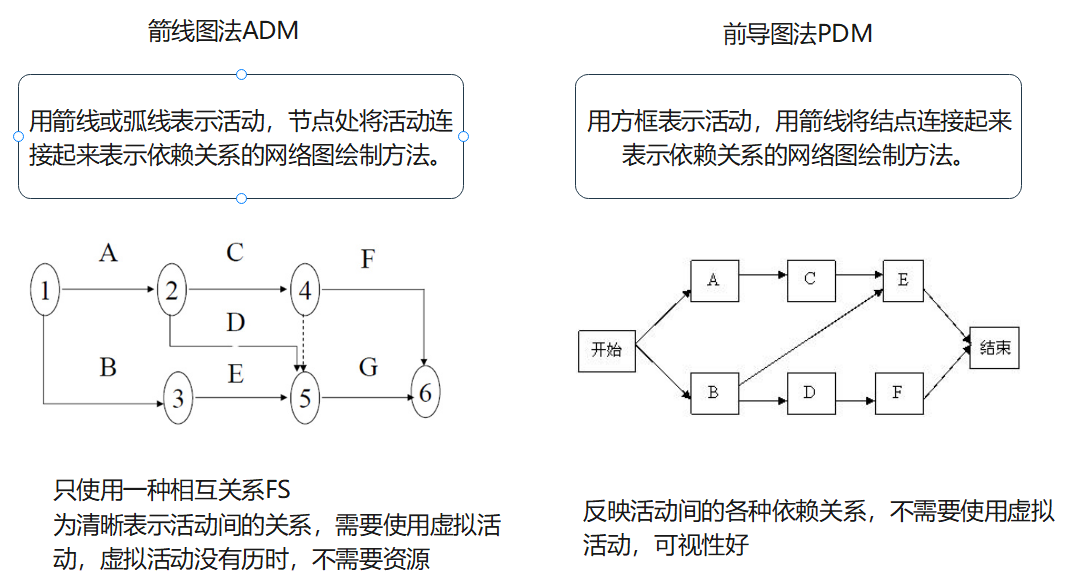 箭线图法ADM
用箭线或弧线表示活动，节点处将活动连
接起来表示依赖关系的网络图绘制方法。
A
C
F
1
2
4
D
B
E
G
3
5
6
只使用一种相互关系FS
为清晰表示活动间的关系，需要使用虚拟活
动，虚拟活动没有历时，不需要资源
前导图法PDM
用方框表示活动，用箭线将结点连接起来
表示依赖关系的网络图绘制方法。
A
C
E
开始
结束
B
D
F
反映活动间的各种依赖关系，不需要使用虚拟
活动，可视性好